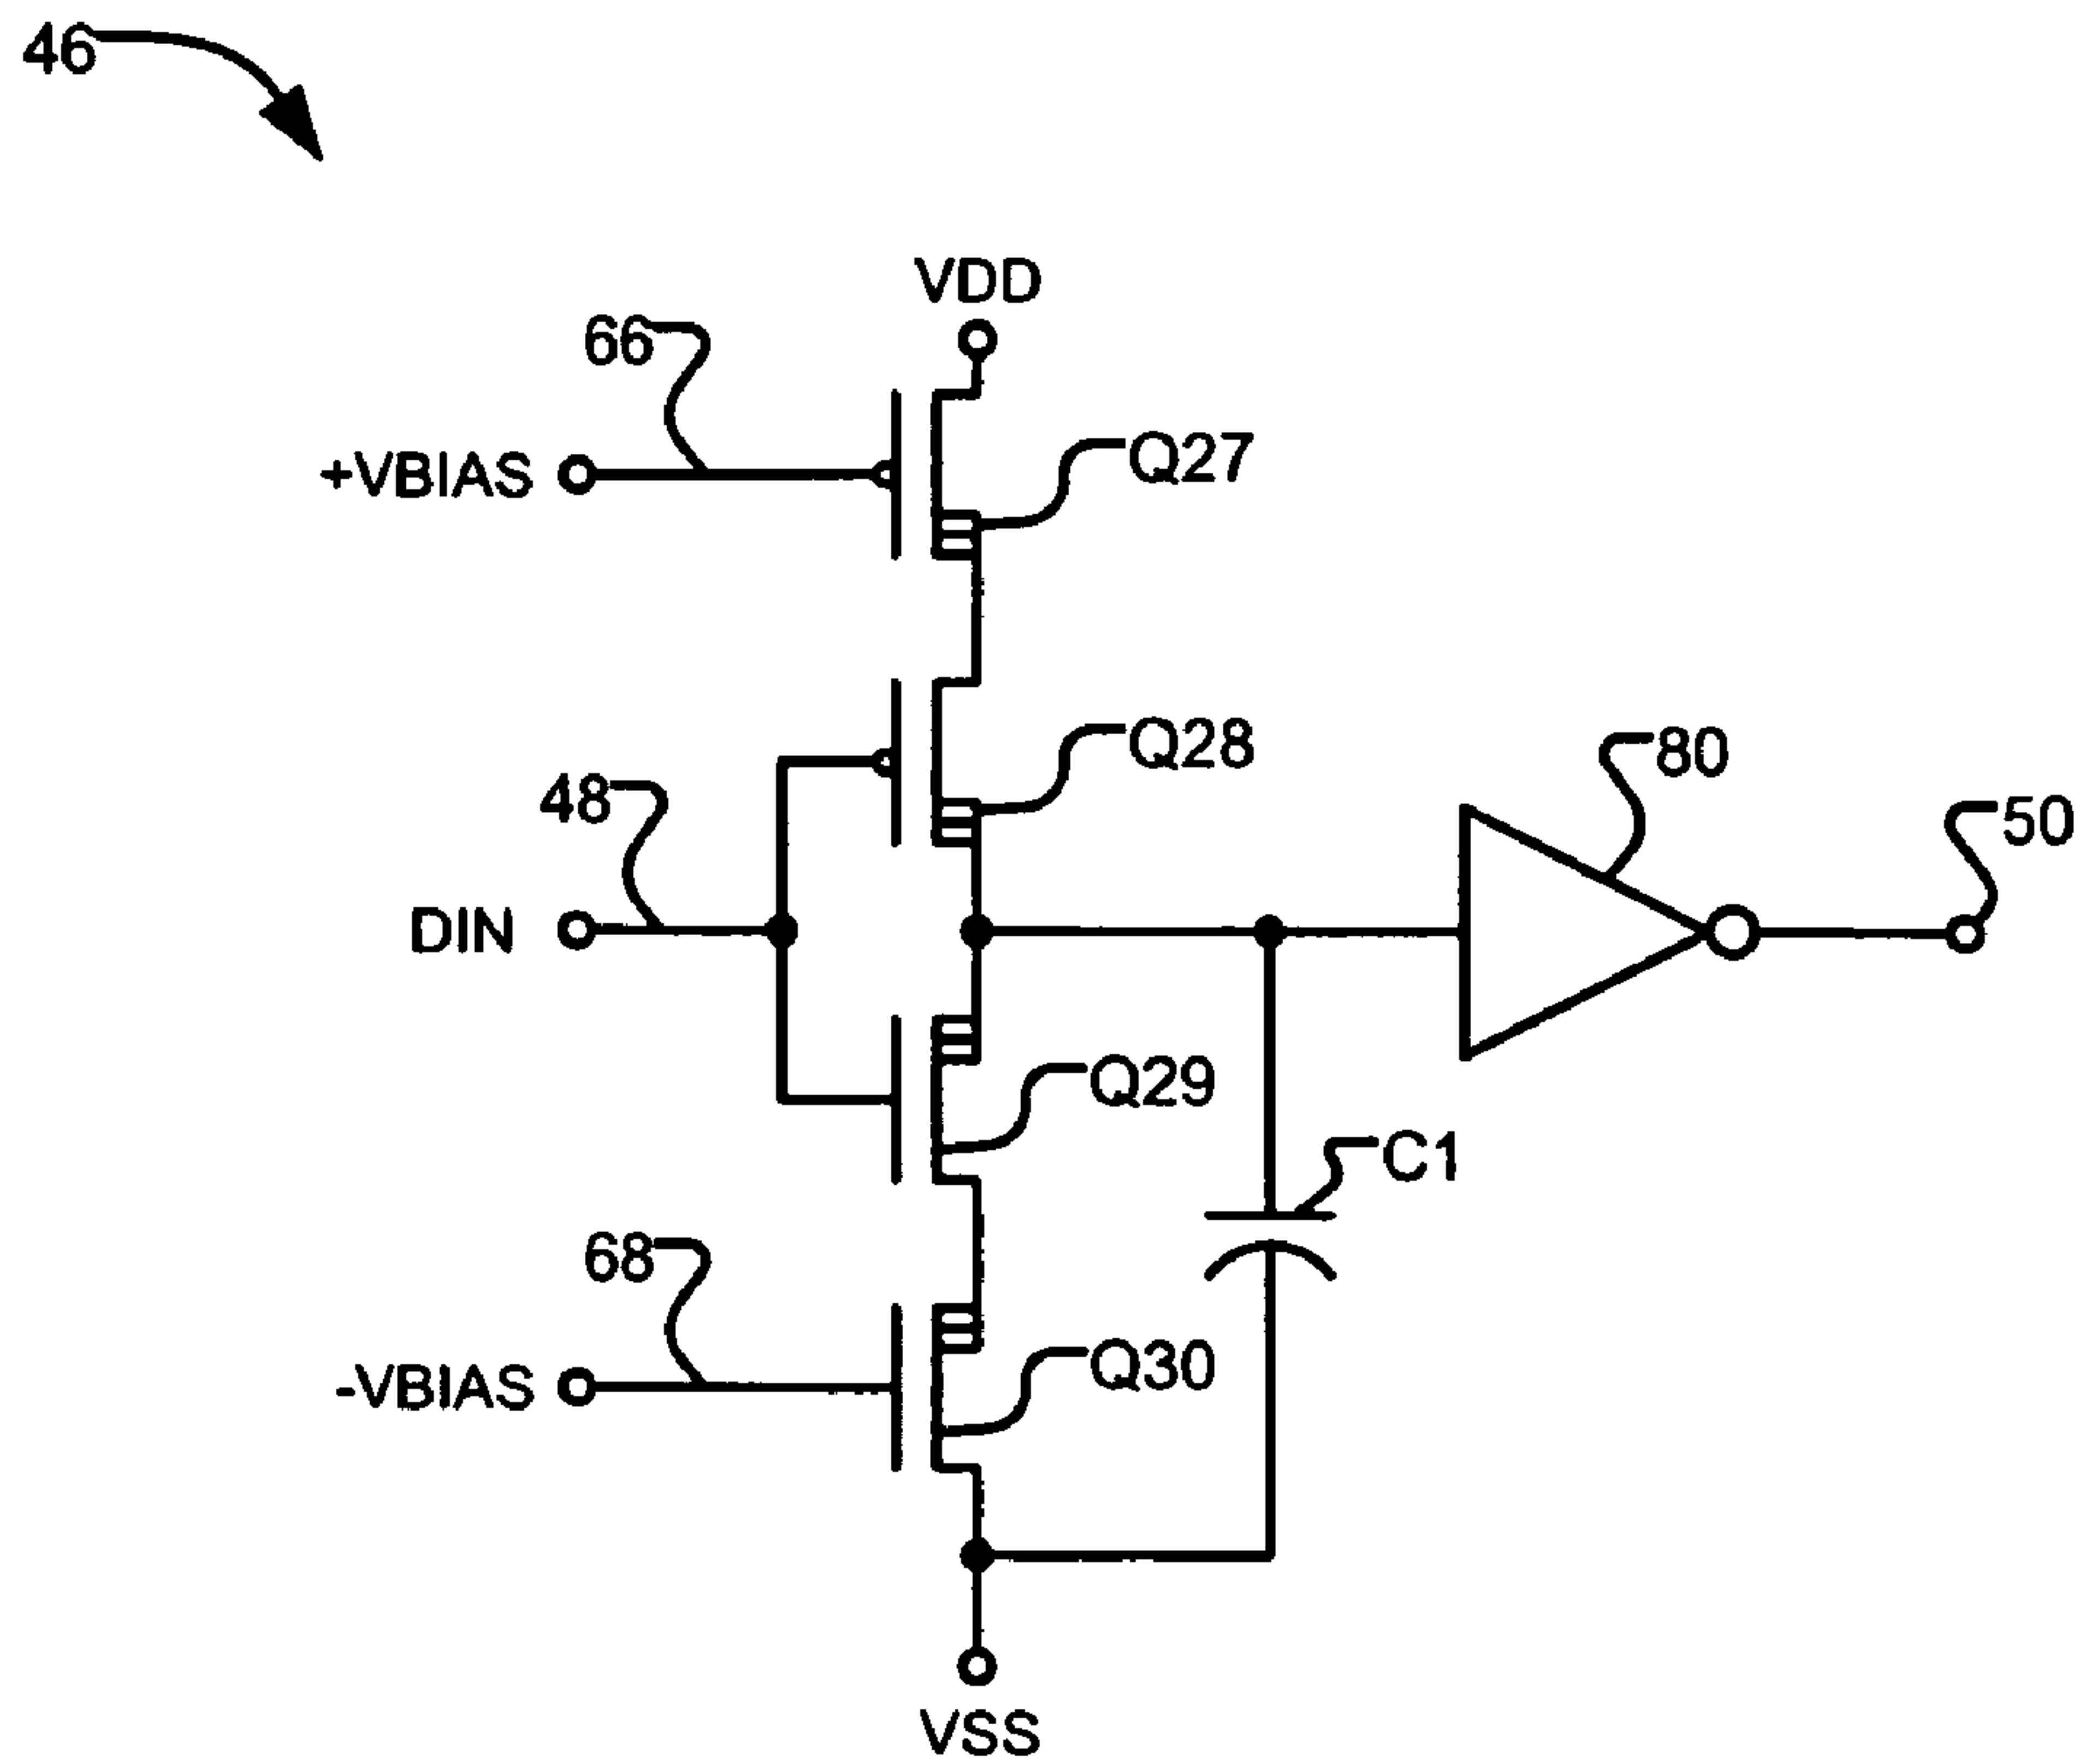 46
VDD
66
+VBIAS
Q27
Q28
80
48
50
DIN
Q29
C1
68
Q30
-VBIAS
VSS